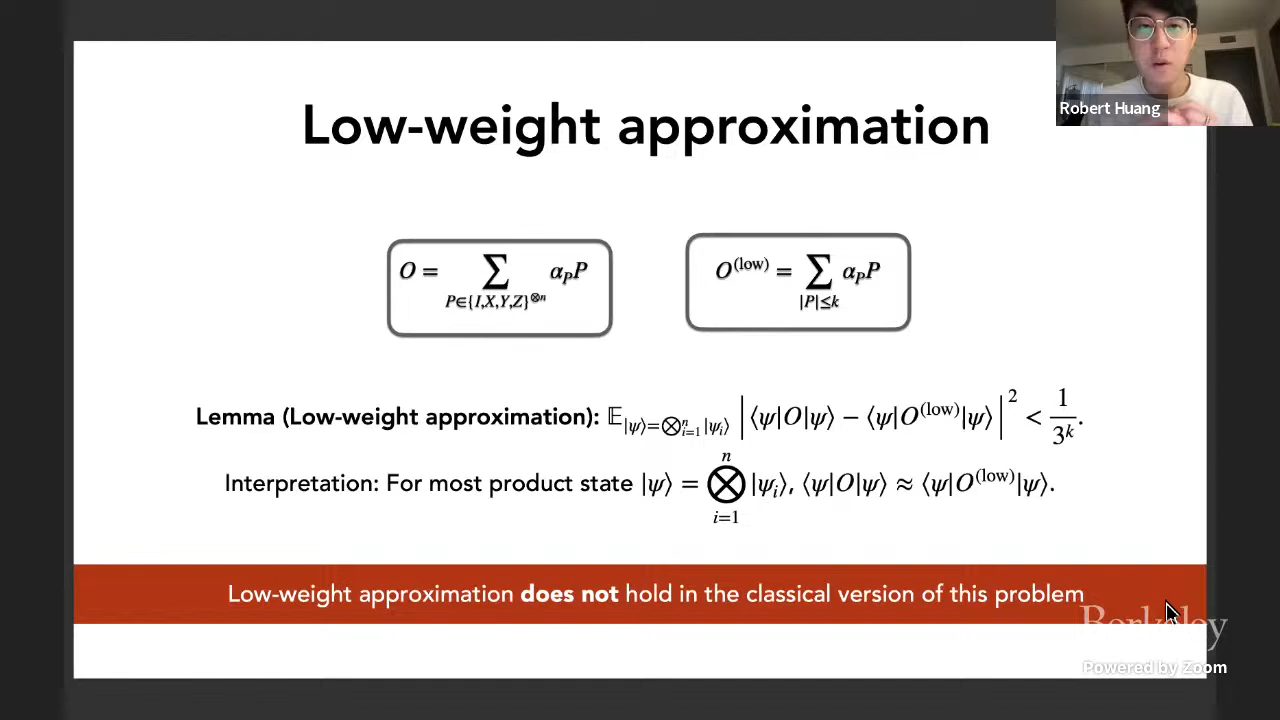 Robert Huang
Low-weight approximation
O = ∑_{P∈{I,X,Y,Z}^{⊗n}} α_P P
O^{(low)} = ∑_{|P|≤k} α_P P
Lemma (Low-weight approximation): 𝔼_{|ψ⟩=⊗_{i=1}^{n}|ψ_i⟩} |⟨ψ|O|ψ⟩ − ⟨ψ|O^{(low)}|ψ⟩|^2 < 1/3^k.
Interpretation: For most product state |ψ⟩ = ⊗_{i=1}^{n} |ψ_i⟩, ⟨ψ|O|ψ⟩ ≈ ⟨ψ|O^{(low)}|ψ⟩.
Low-weight approximation does not hold in the classical version of this problem
Berkeley
Powered by Zoom